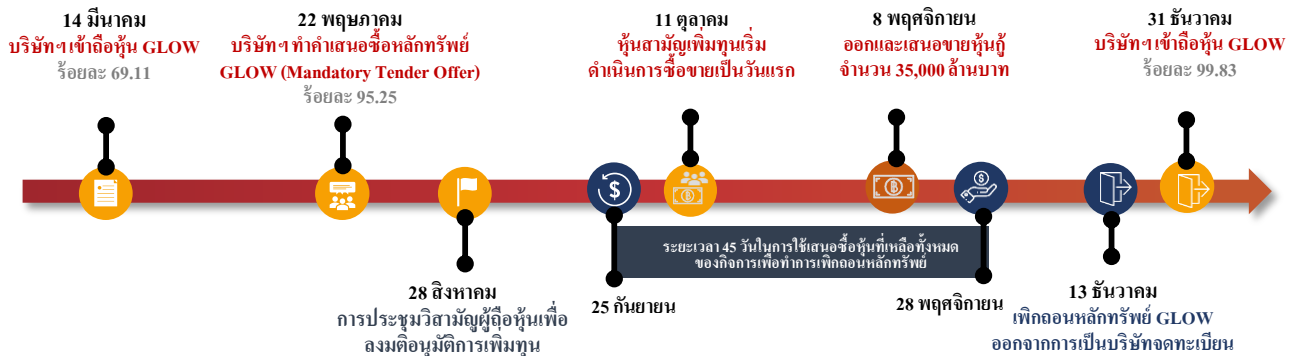 14 มีนาคม
บริษัทฯเข้าถือหุ้น GLOW
ร้อยละ 69.11
22 พฤษภาคม
บริษัทฯ ทำคำเสนอซื้อหลักทรัพย์
GLOW (Mandatory Tender Offer)
ร้อยละ 95.25
11 ตุลาคม
หุ้นสามัญเพิ่มทุนเริ่ม
ดำเนินการซื้อขายเป็นวันแรก
8 พฤศจิกายน
ออกและเสนอขายหุ้นกู้
จำนวน 35,000 ล้านบาท
31 ธันวาคม
บริษัทฯเข้าถือหุ้น GLOW
ร้อยละ 99.83
ระยะเวลา 45 วันในการใช้เสนอซื้อหุ้นที่เหลือทั้งหมด
ของกิจการเพื่อทำการเพิกถอนหลักทรัพย์
28 สิงหาคม
การประชุมวิสามัญผู้ถือหุ้นเพื่อ
ลงมติอนุมัติการเพิ่มทุน
25 กันยายน
28 พฤศจิกายน
13 ธันวาคม
เพิกถอนหลักทรัพย์ GLOW
ออกจากการเป็นบริษัทจดทะเบียน